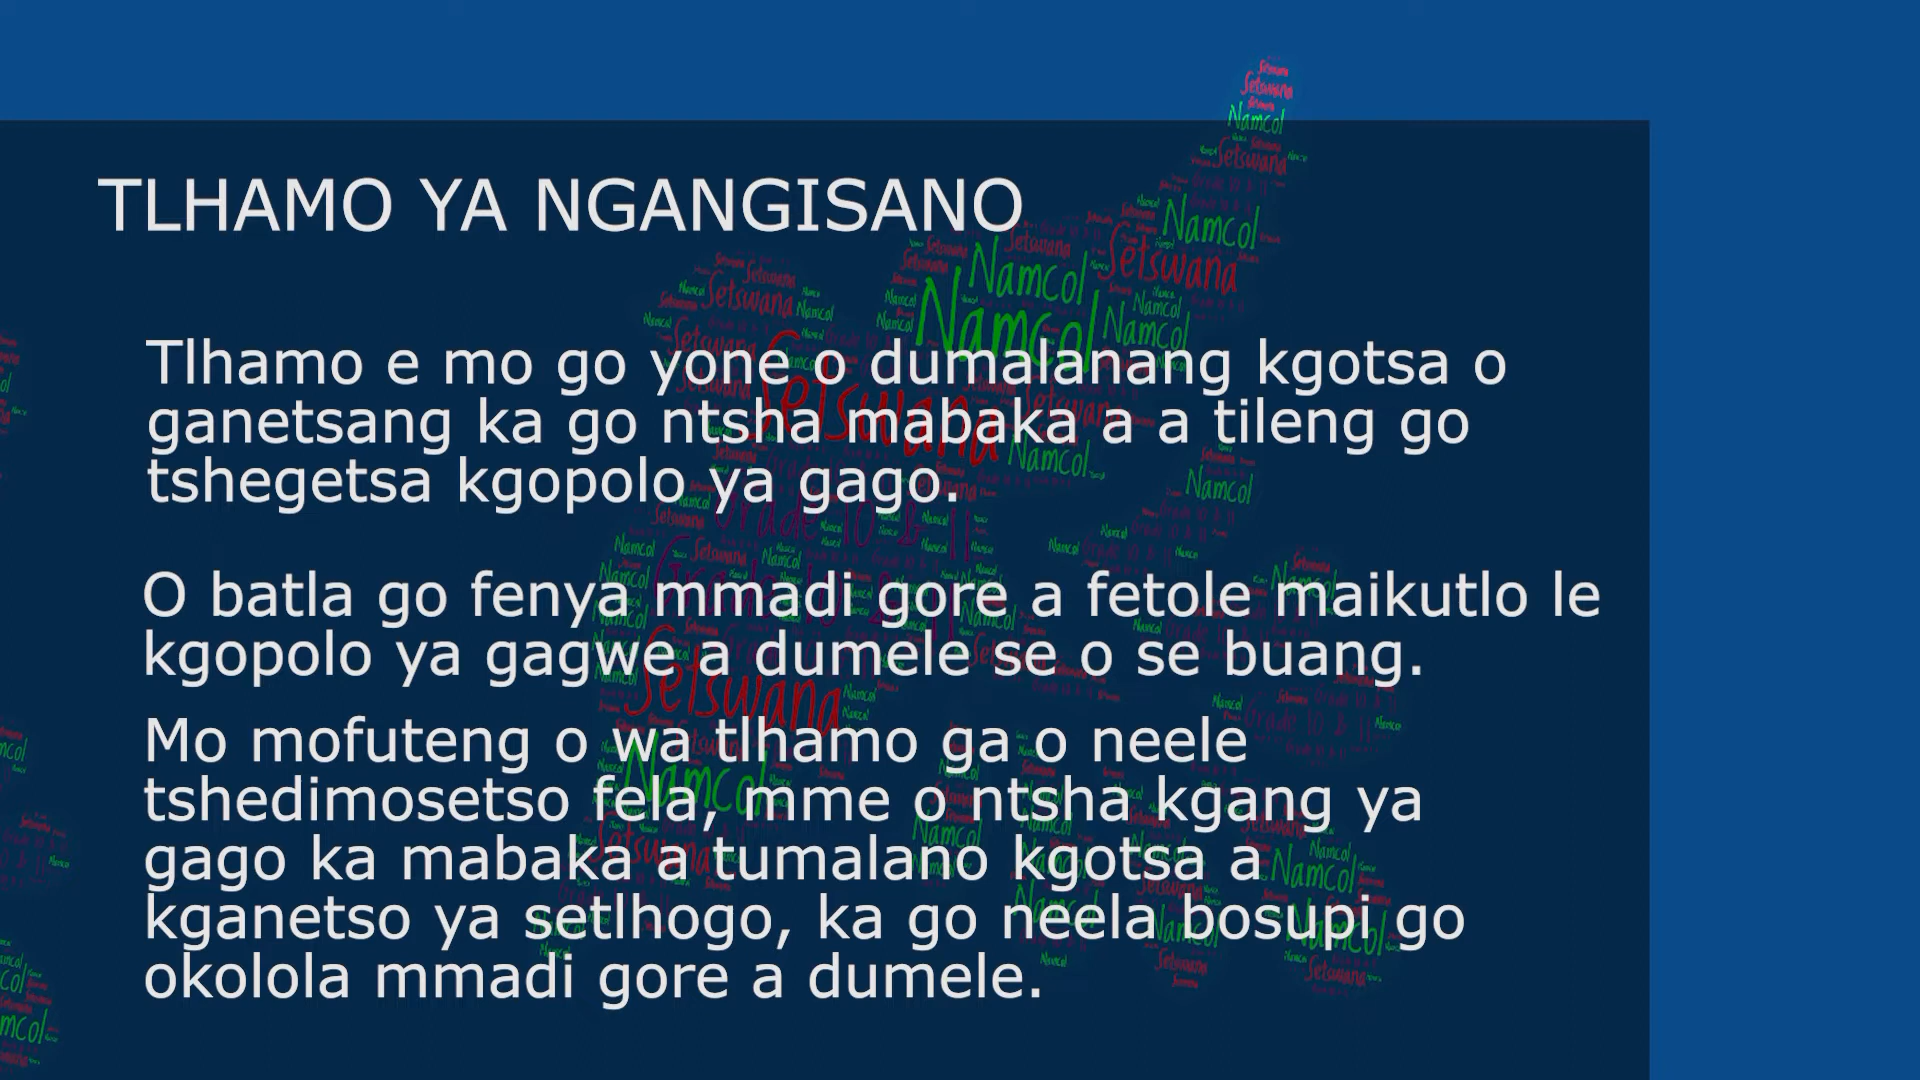 TLHAMO YA NGANGISANO
Tlhamo e mo go yone o dumalanang kgotsa o
ganetsang ka go ntsha mabaka a a tileng go
tshegetsa kgopolo ya gago.
O batla go fenya mmadi gore a fetole maikutlo le
kgopolo ya gagwe a dumele se o se buang.
Mo mofuteng o wa tlhamo ga o neele
tshedimosetso fela, mme o ntsha kgang ya
gago ka mabaka a tumalano kgotsa a
kganetso ya setlhogo, ka go neela bosupi go
okolola mmadi gore a dumele.